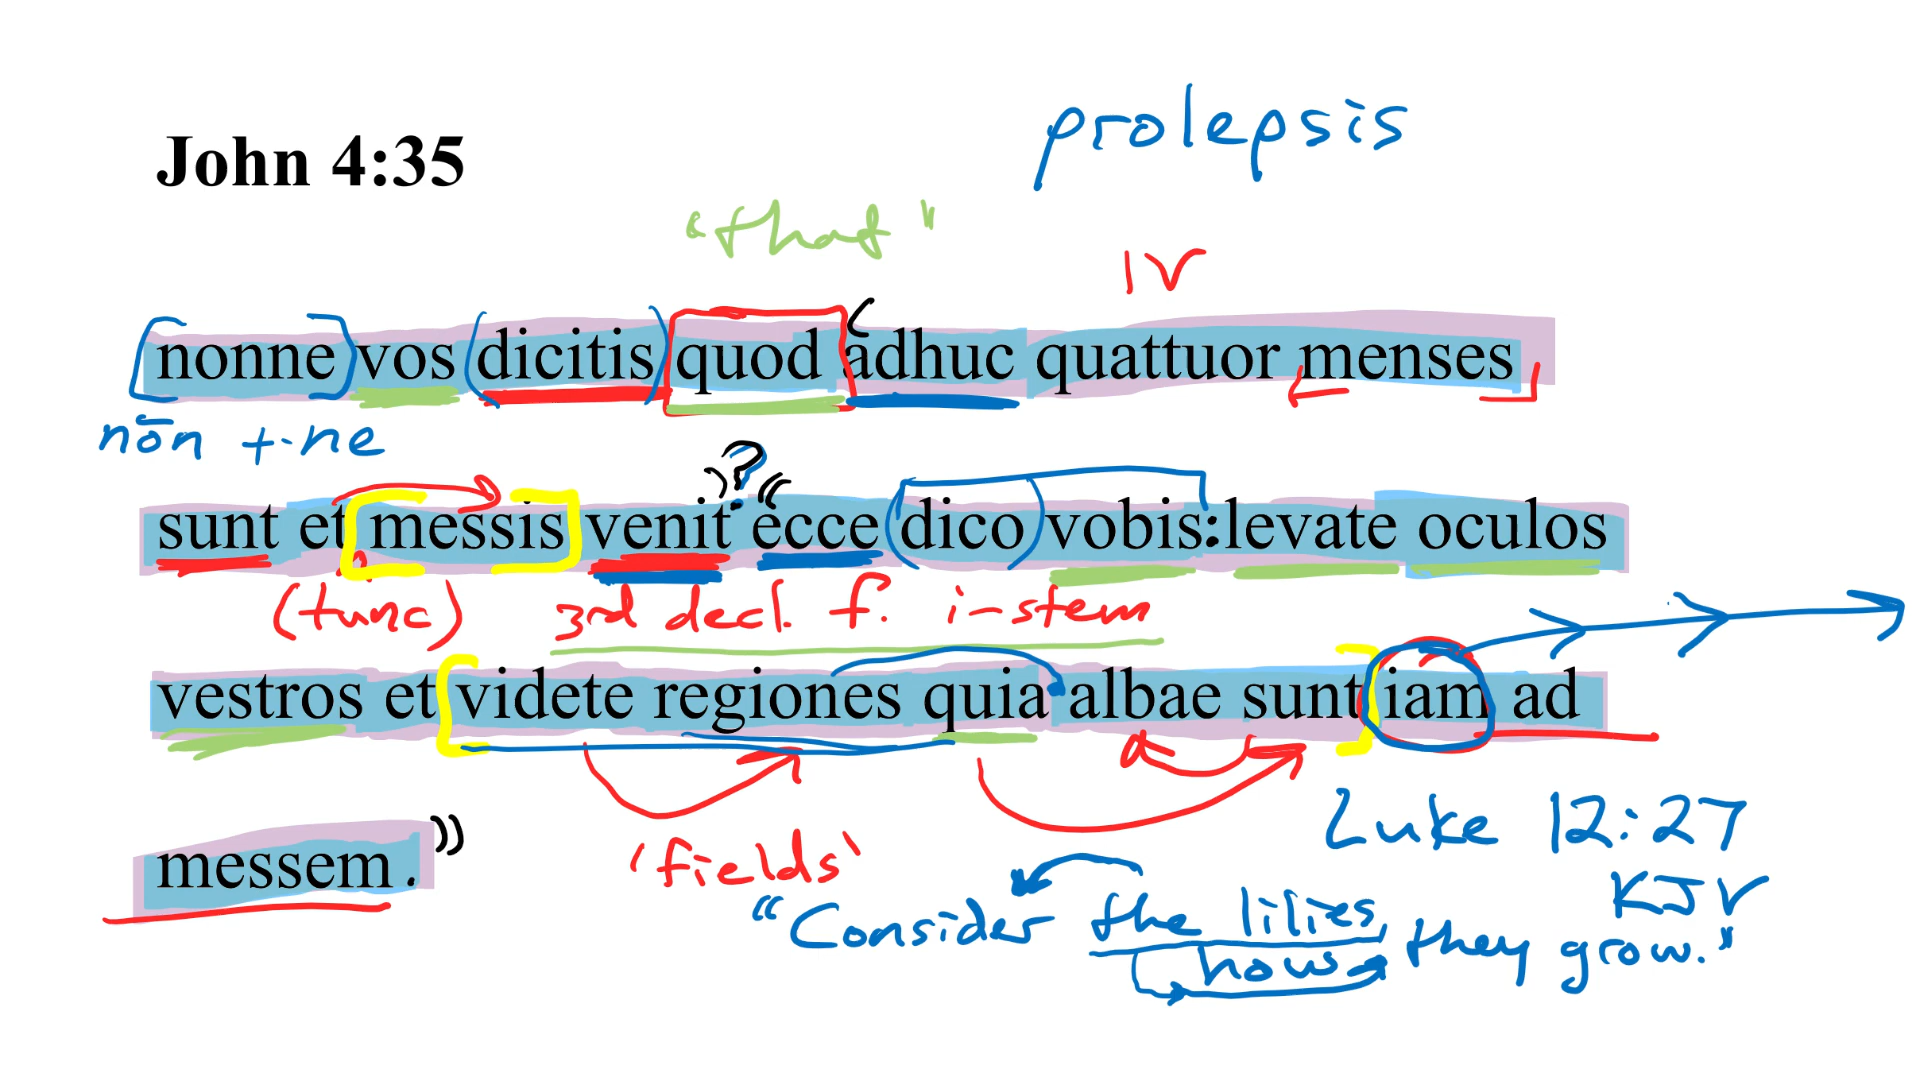 prolepsis
John 4:35
"that"
IV
nonne vos dicitis quod adhuc quattuor menses
nōn + -ne
?
sunt et messis venit ecce dico vobis: levate oculos
(tunc) 3rd decl. f. i-stem
vestros et videte regiones quia albae sunt iam ad
messem.
'fields'
Luke 12:27
KJV
"Consider the lilies, how they grow."